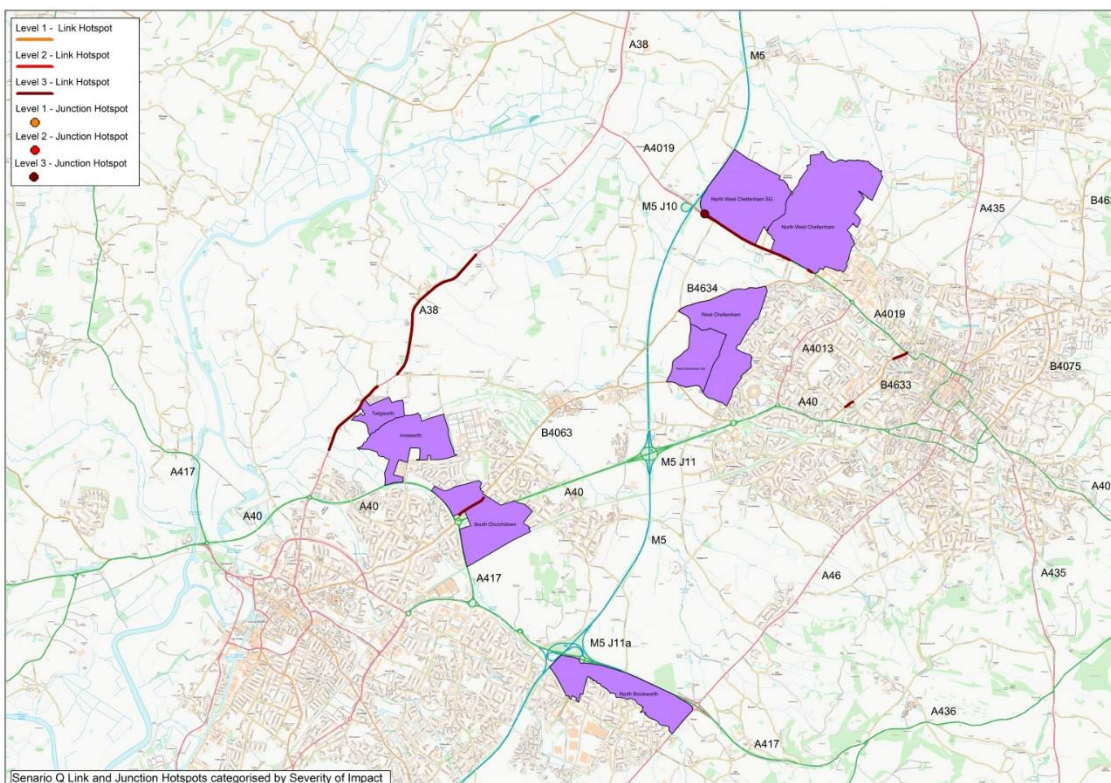 Level 1 - Link Hotspot
Level 2 - Link Hotspot
Level 3 - Link Hotspot
Level 1 - Junction Hotspot
Level 2 - Junction Hotspot
Level 3 - Junction Hotspot
A38
M5
A4019
M5 J10
North West Cheltenham SG
North West Cheltenham
A435
B463
A38
B4634
West Cheltenham
A4019
A4013
B4633
B4075
A40
Twigworth
Innsworth
B4063
M5 J11
A417
A40
A40
A40
A40
South Churchdown
M5
A46
A435
A417
M5 J11a
North Brockworth
A436
A417
Senario Q Link and Junction Hotspots categorised by Severity of Impact